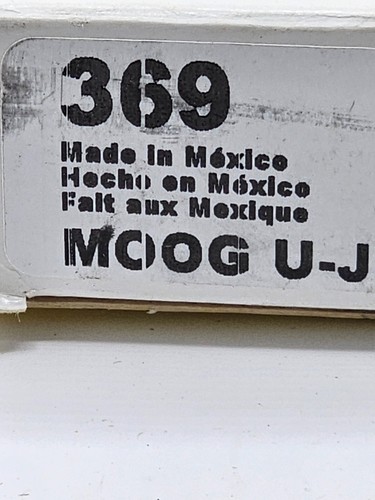 369
Made in México
Hecho en México
Fait aux Mexique
MOOG U-J